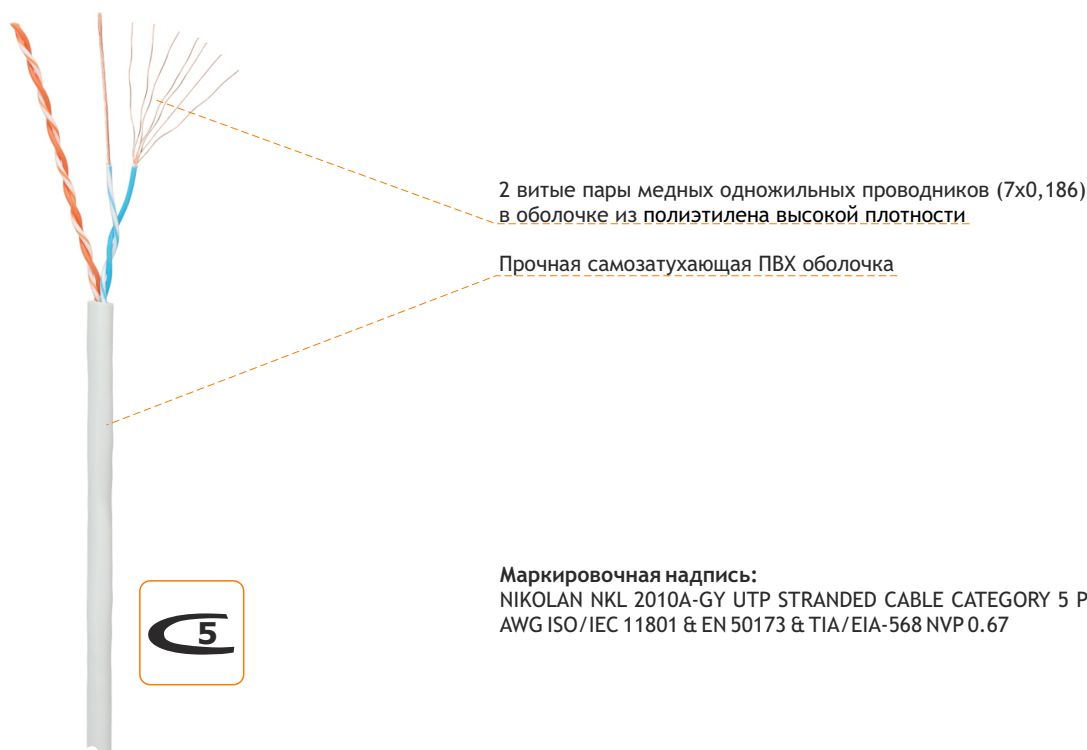 2 витые пары медных одножильных проводников (7x0,186)
в оболочке из полиэтилена высокой плотности
Прочная самозатухающая ПВХ оболочка
5
Маркировочная надпись:
NIKOLAN NKL 2010A-GY UTP STRANDED CABLE CATEGORY 5 P
AWG ISO/IEC 11801 & EN 50173 & TIA/EIA-568 NVP 0.67